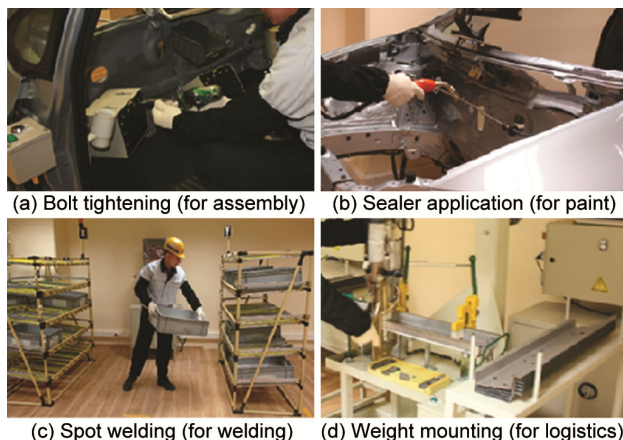 (a) Bolt tightening (for assembly)
(b) Sealer application (for paint)
(c) Spot welding (for welding)
(d) Weight mounting (for logistics)